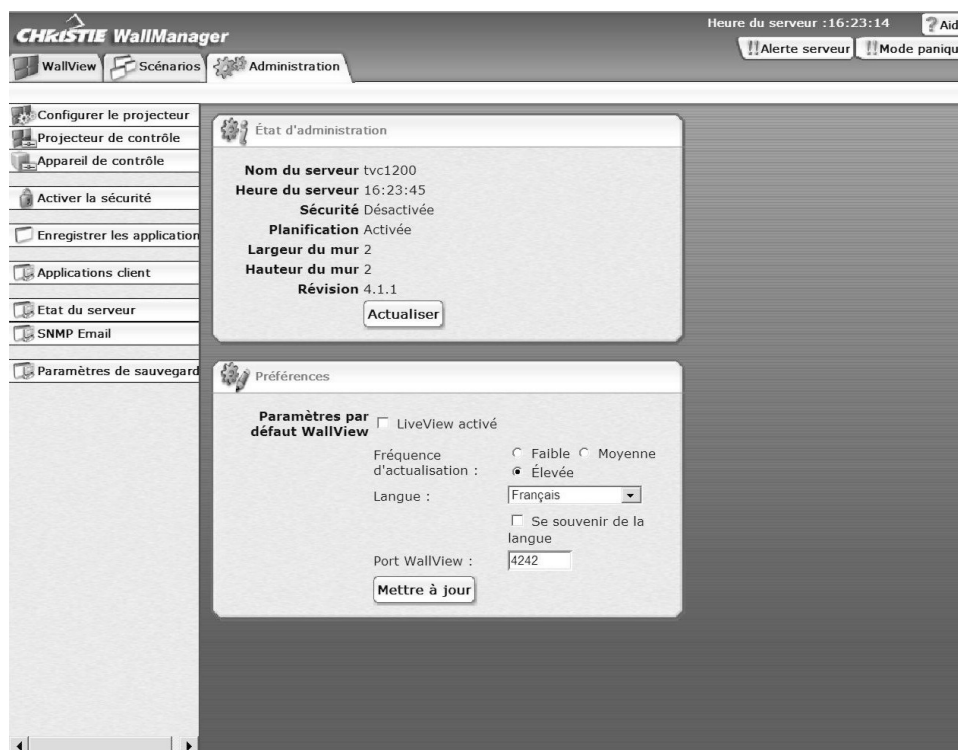 CHRISTIE WallManager
Heure du serveur :16:23:14
Aid
Alerte serveur
Mode paniqu
WallView
Scénarios
Administration
Configurer le projecteur
Projecteur de contrôle
Appareil de contrôle
Activer la sécurité
Enregistrer les application
Applications client
Etat du serveur
SNMP Email
Paramètres de sauvegard
État d'administration
Nom du serveur tvc1200
Heure du serveur 16:23:45
Sécurité Désactivée
Planification Activée
Largeur du mur 2
Hauteur du mur 2
Révision 4.1.1
Actualiser
Préférences
Paramètres par
défaut WallView
LiveView activé
Fréquence
d'actualisation :
Faible Moyenne
Élevée
Langue :
Français
Se souvenir de la
langue
Port WallView :
4242
Mettre à jour